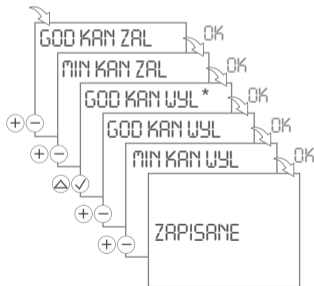 GOD KAN ZAL
OK
MIN KAN ZAL
OK
GOD KAN WYL *
OK
GOD KAN WYL
OK
MIN KAN WYL
OK
ZAPISANE